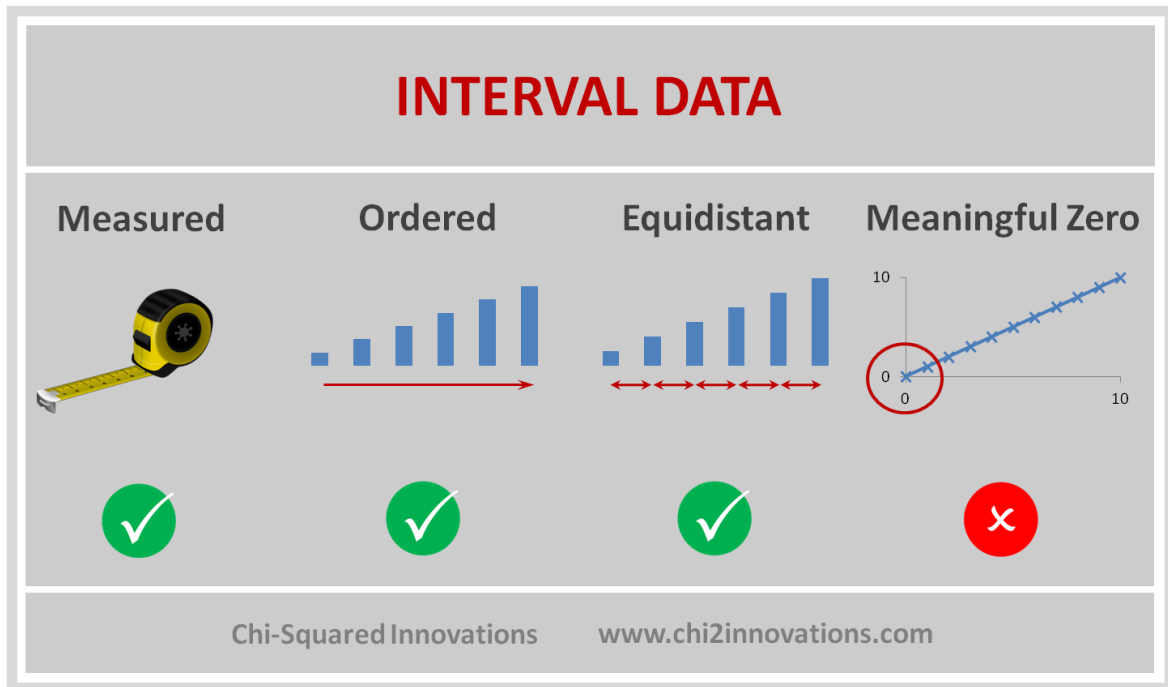 INTERVAL DATA
Measured
Ordered
Equidistant
Meaningful Zero
10
0
0
10
Chi-Squared Innovations
www.chi2innovations.com